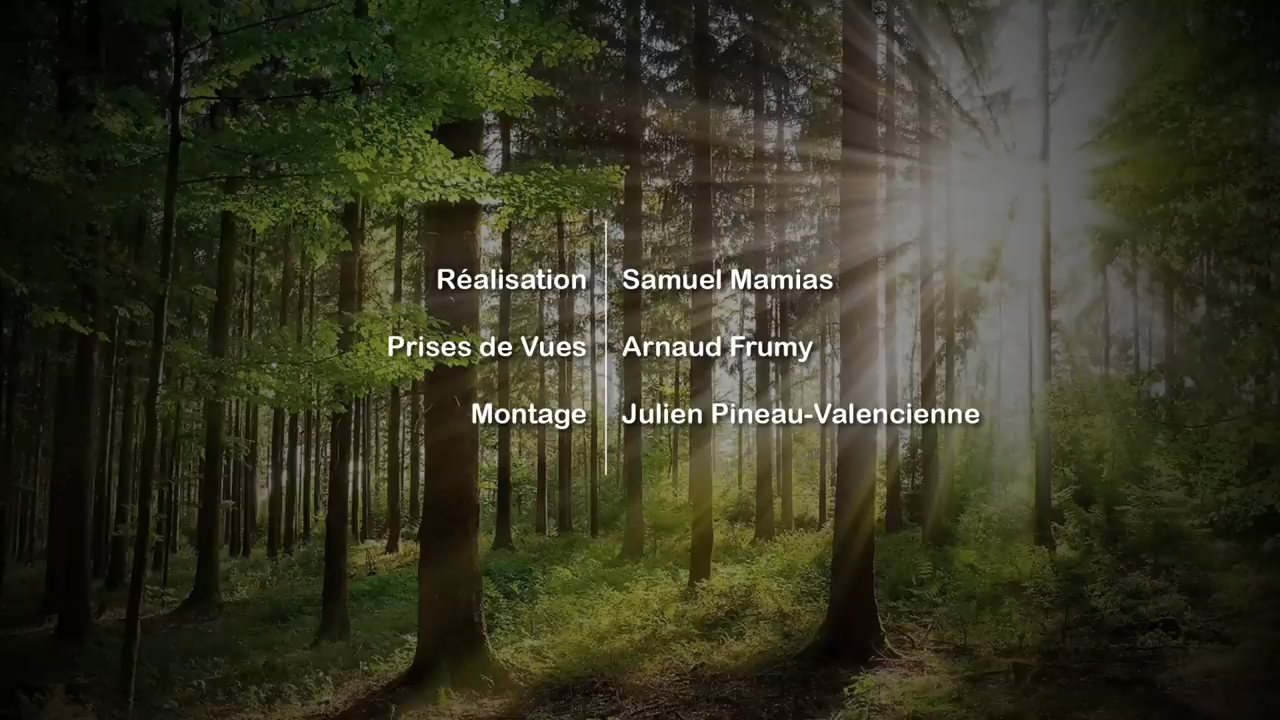 Réalisation Samuel Mamias
Prises de Vues Arnaud Frumy
Montage Julien Pineau-Valencienne